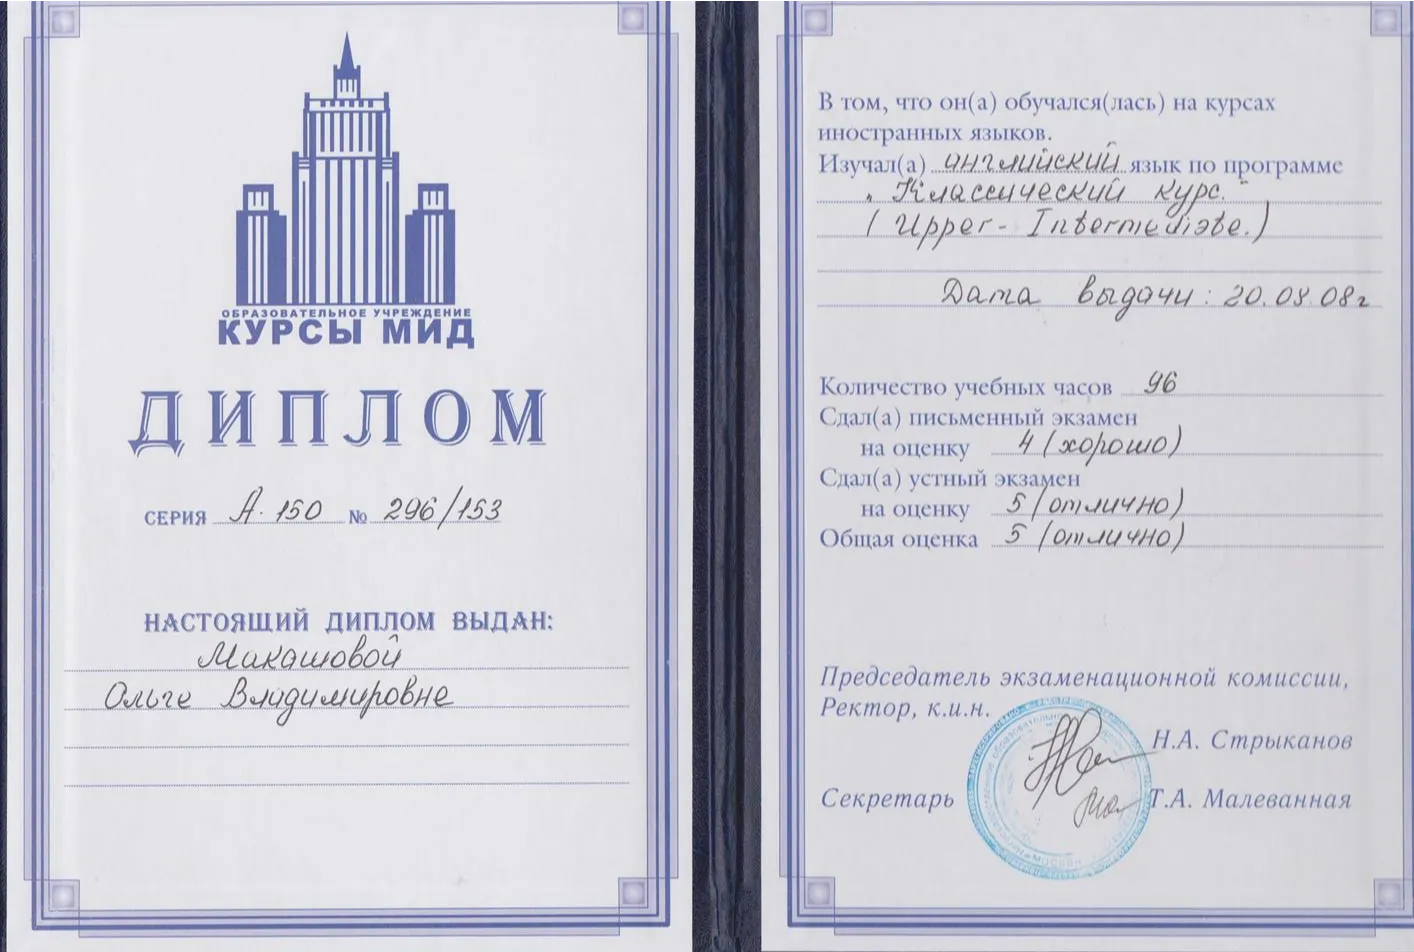 ОБРАЗОВАТЕЛЬНОЕ УЧРЕЖДЕНИЕ
КУРСЫ МИД
ДИПЛОМ
СЕРИЯ А. 150 № 296/153
НАСТОЯЩИЙ ДИПЛОМ ВЫДАН:
Макашовой
Ольге Владимировне
В том, что он(а) обучался(лась) на курсах
иностранных языков.
Изучал(а) английский язык по программе
„Классический курс."
(Upper-Intermediate.)
Дата выдачи: 20.08.08г
Количество учебных часов 96
Сдал(а) письменный экзамен
на оценку 4 (хорошо)
Сдал(а) устный экзамен
на оценку 5 (отлично)
Общая оценка 5 (отлично)
Председатель экзаменационной комиссии,
Ректор, к.и.н.
Н.А. Стрыканов
Секретарь Т.А. Малеванная